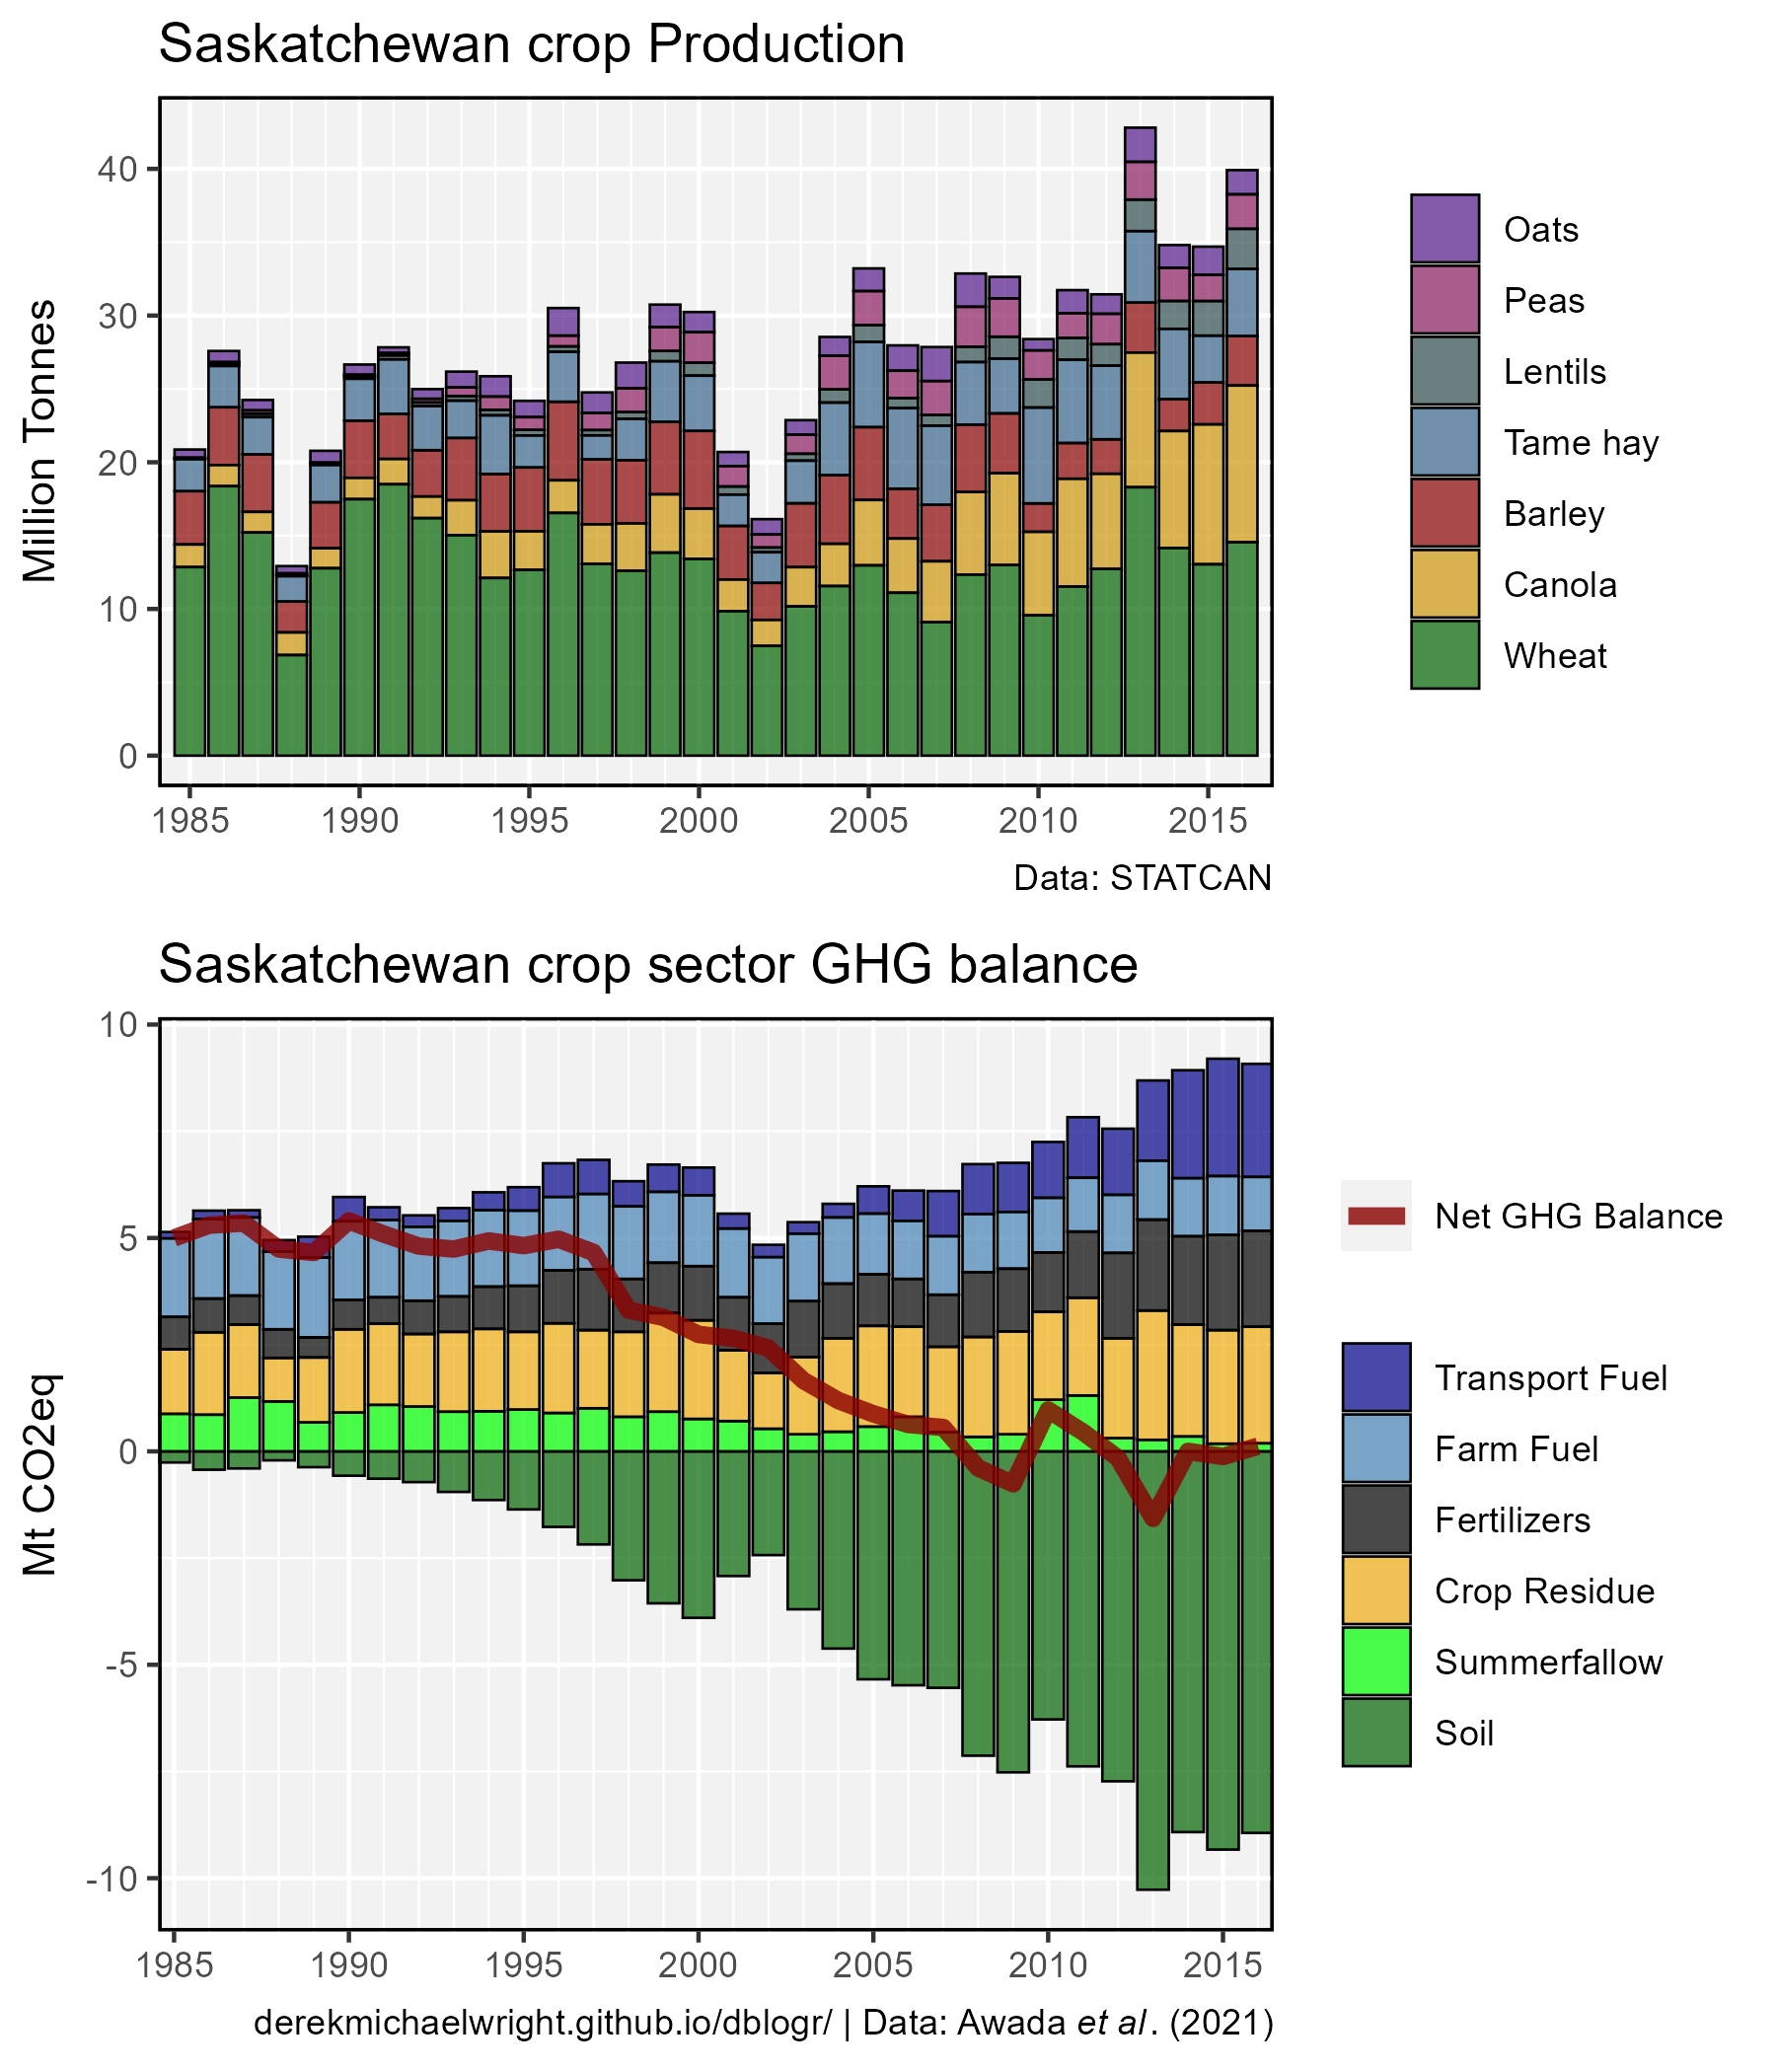 Saskatchewan crop Production
Million Tonnes
40
30
20
10
0
1985 1990 1995 2000 2005 2010 2015
Oats
Peas
Lentils
Tame hay
Barley
Canola
Wheat
Data: STATCAN
Saskatchewan crop sector GHG balance
Mt CO2eq
10
5
0
-5
-10
1985 1990 1995 2000 2005 2010 2015
Net GHG Balance
Transport Fuel
Farm Fuel
Fertilizers
Crop Residue
Summerfallow
Soil
derekmichaelwright.github.io/dblogr/ | Data: Awada et al. (2021)